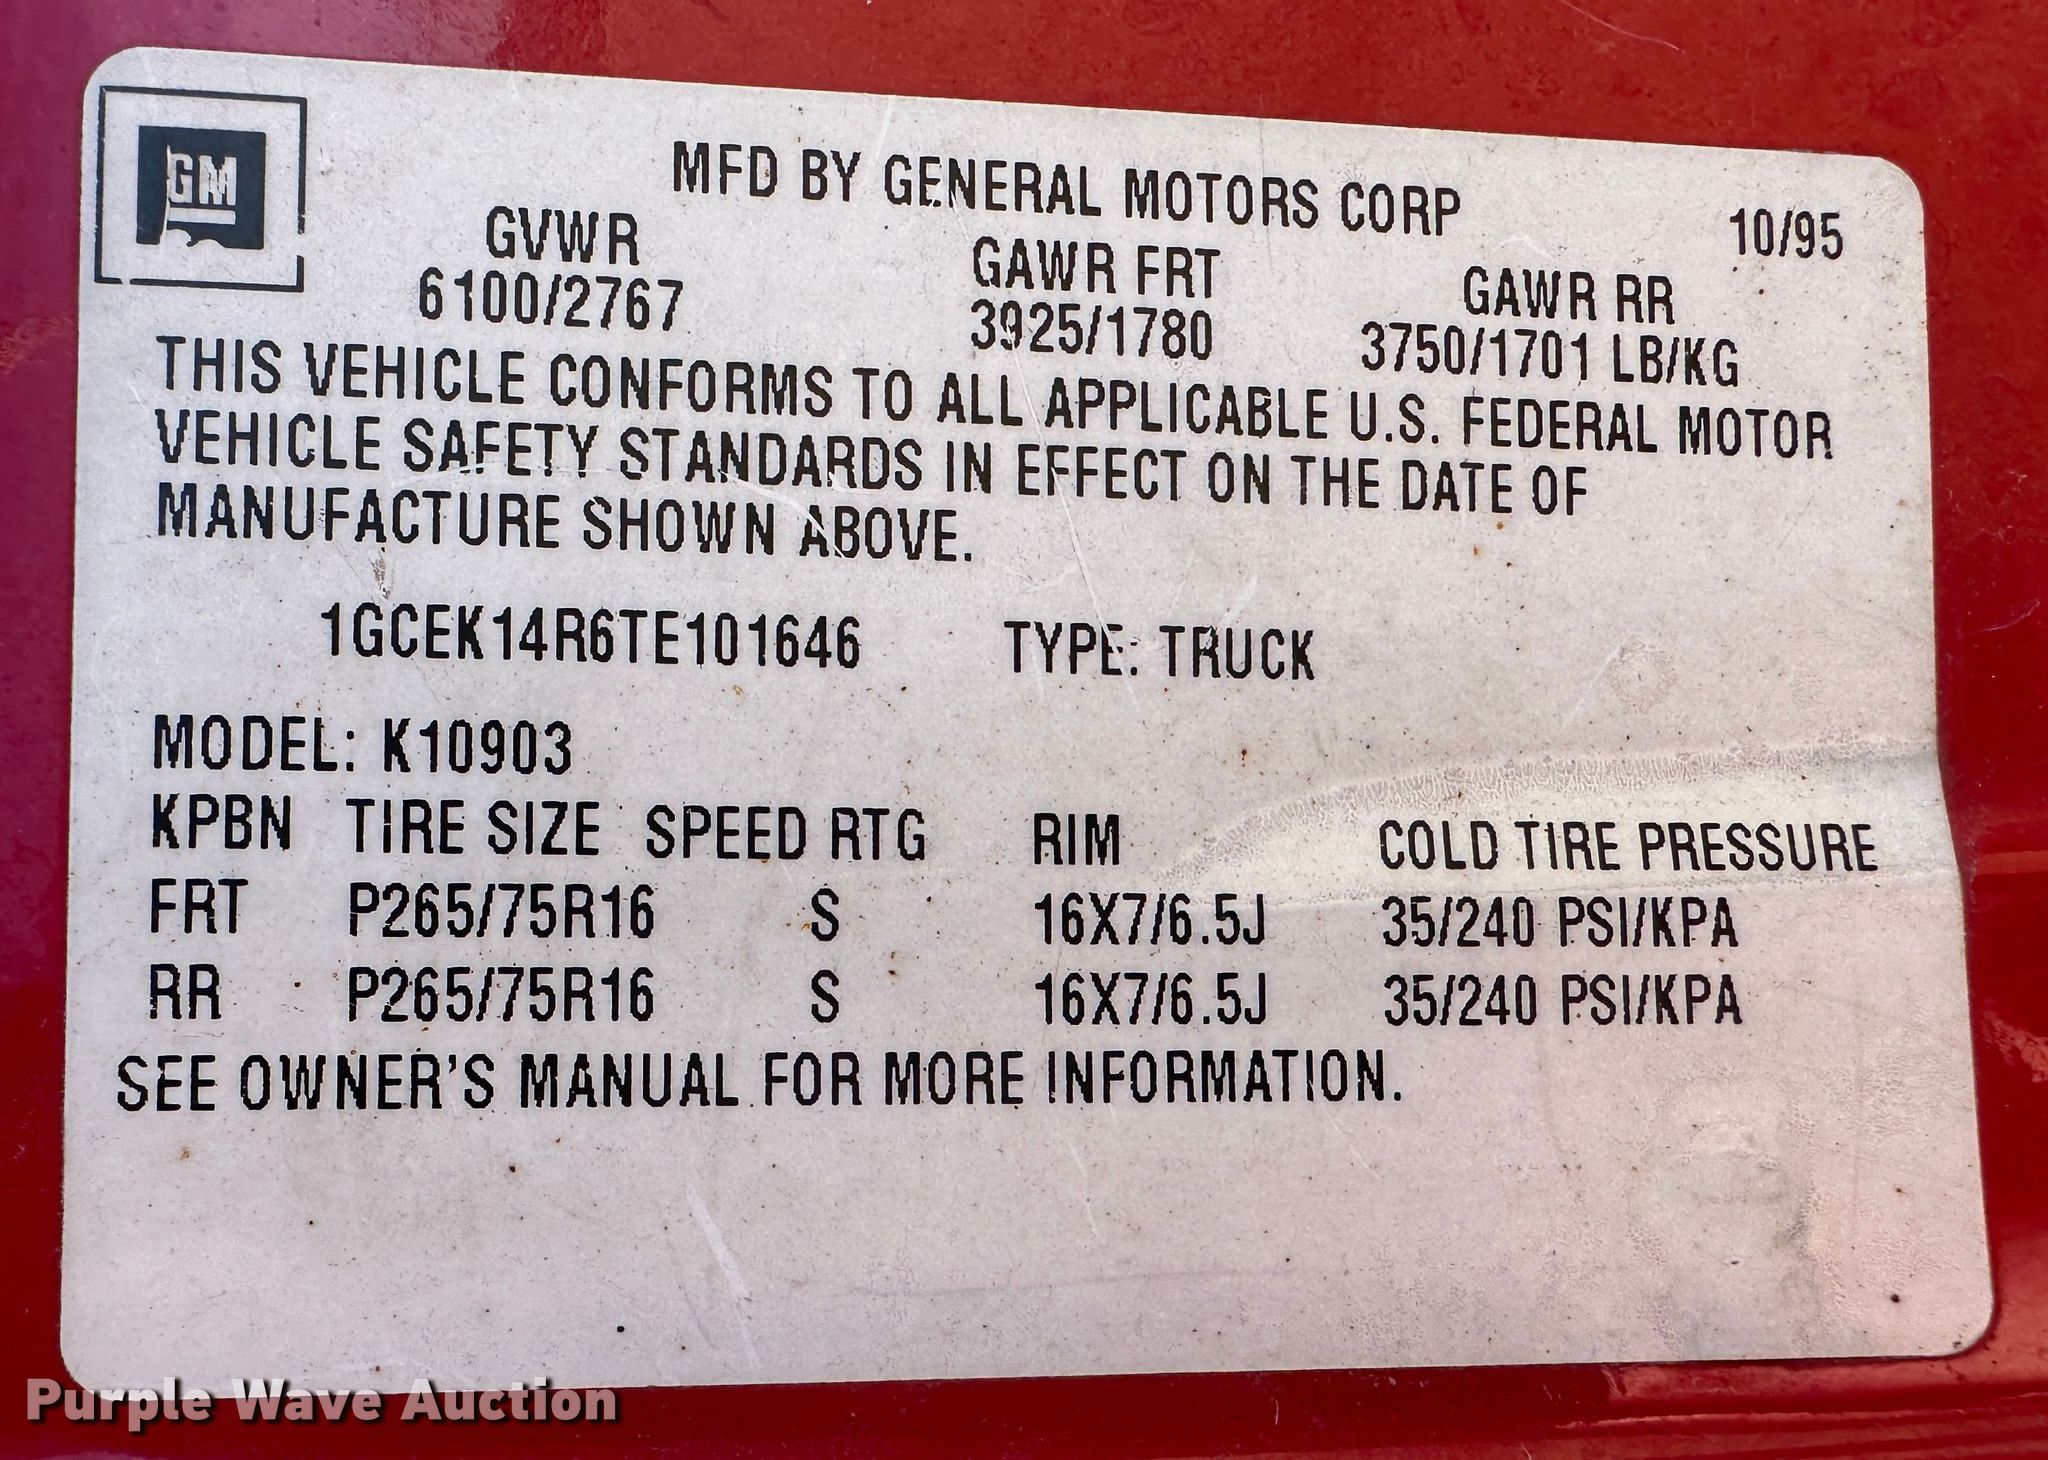 GM
MFD BY GENERAL MOTORS CORP 10/95
GVWR GAWR FRT GAWR RR
6100/2767 3925/1780 3750/1701 LB/KG
THIS VEHICLE CONFORMS TO ALL APPLICABLE U.S. FEDERAL MOTOR
VEHICLE SAFETY STANDARDS IN EFFECT ON THE DATE OF
MANUFACTURE SHOWN ABOVE.
1GCEK14R6TE101646 TYPE: TRUCK
MODEL: K10903
KPBN TIRE SIZE SPEED RTG RIM COLD TIRE PRESSURE
FRT P265/75R16 S 16X7/6.5J 35/240 PSI/KPA
RR P265/75R16 S 16X7/6.5J 35/240 PSI/KPA
SEE OWNER'S MANUAL FOR MORE INFORMATION.
Purple Wave Auction